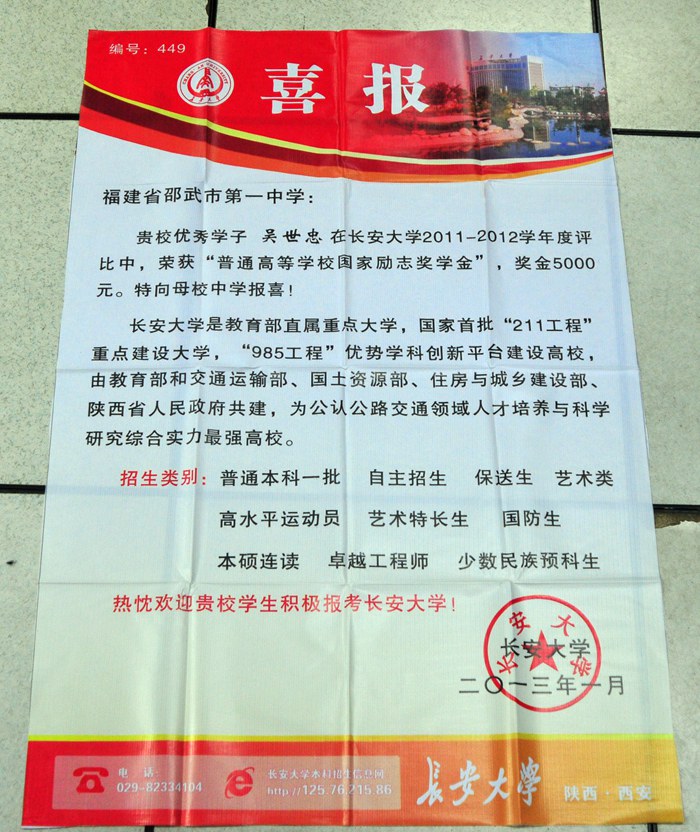 编号：449
喜报
福建省邵武市第一中学：
贵校优秀学子 吴世忠 在长安大学2011-2012学年度评
比中，荣获“普通高等学校国家励志奖学金”，奖金5000
元。特向母校中学报喜！
长安大学是教育部直属重点大学，国家首批“211工程”
重点建设大学，“985工程”优势学科创新平台建设高校，
由教育部和交通运输部、国土资源部、住房与城乡建设部、
陕西省人民政府共建，为公认公路交通领域人才培养与科学
研究综合实力最强高校。
招生类别：普通本科一批 自主招生 保送生 艺术类
高水平运动员 艺术特长生 国防生
本硕连读 卓越工程师 少数民族预科生
热忱欢迎贵校学生积极报考长安大学！
长安大学
长安大学
二〇一三年一月
电 话：
029-82334104
长安大学本科招生信息网
http://125.76.215.86
长安大学 陕西·西安